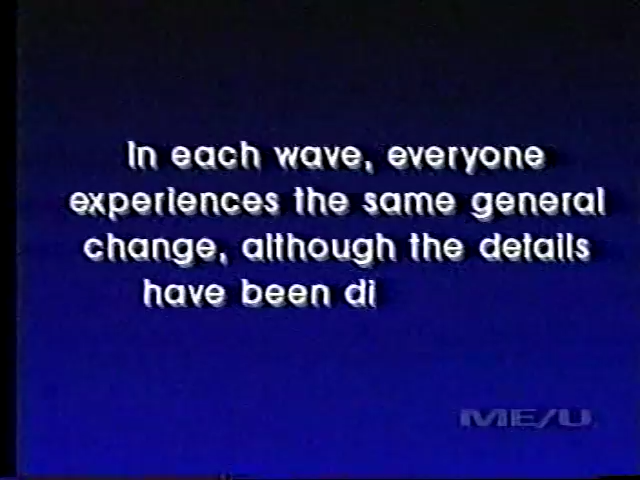 In each wave, everyone
experiences the same general
change, although the details
have been di
ME/U